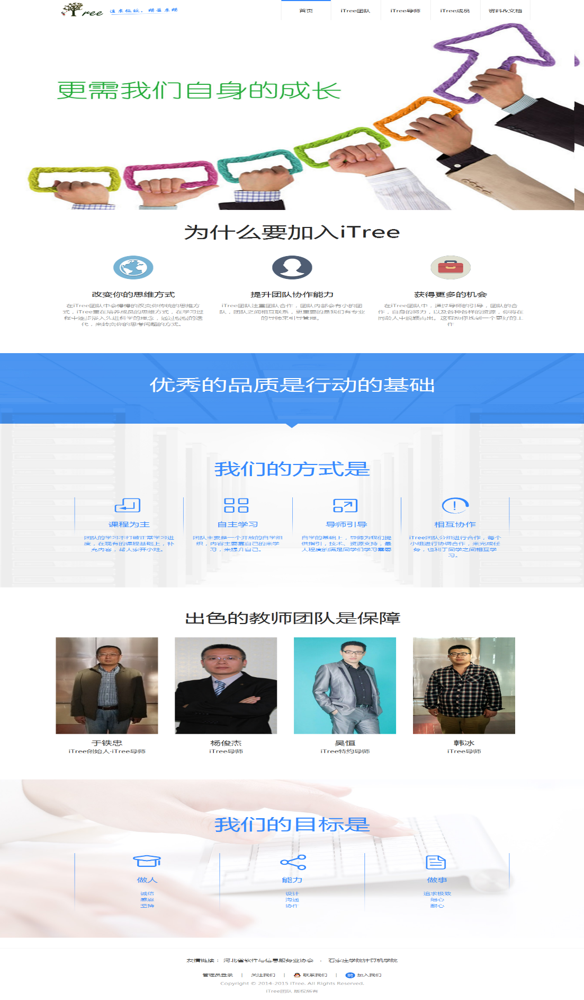 ree 追求极致，精益求精
首页 iTree团队 iTree导师 iTree成员 资料&文档
更需我们自身的成长
为什么要加入iTree
改变你的思维方式
在iTree团队中会慢慢的改变你传统的思维方
式，iTree重在培养成员的思维方式，在学习过
程中逐步渗入先进科学的理念，通过慢慢的迭
代，来转变你的思考问题的方式。
提升团队协作能力
iTree团队注重团队合作，团队内部会有小的团
队，团队之间相互联系，更重要的是我们有专业
的导师来引导管理。
获得更多的机会
在iTree团队中，通过导师的引导，团队的合
作，自身的努力，以及各种各样的资源，你将在
同龄人中脱颖而出。这有助你找到一个更好的工
作
优秀的品质是行动的基础
我们的方式是
课程为主
团队的学习不打破正常学习进
度，在现有的课程基础上，补
充内容，帮大家开小灶。
自主学习
团队主要是一个开放的自学组
织，内容主要靠自己的来学
习，来提升自己。
导师引导
自学的基础上，导师为我们提
供指引，技术、资源支持，最
大程度的满足同学们学习需要
相互协作
iTree团队分组进行合作，每个
小组进行协调合作，来完成任
务，也利于同学之间相互学
习。
出色的教师团队是保障
于铁忠
iTree创始人·iTree导师
杨俊杰
iTree导师
吴恒
iTree特约导师
韩冰
iTree导师
我们的目标是
做人
诚信
感恩
坚持
能力
设计
沟通
协作
做事
追求极致
细心
耐心
友情链接： 河北省软件与信息服务业协会 · 石家庄学院计算机学院
管理员登录 | 关注我们 | 联系我们 | 聘 加入我们
Copyright © 2014-2015 iTree. All Rights Reserved.
iTree团队 版权所有